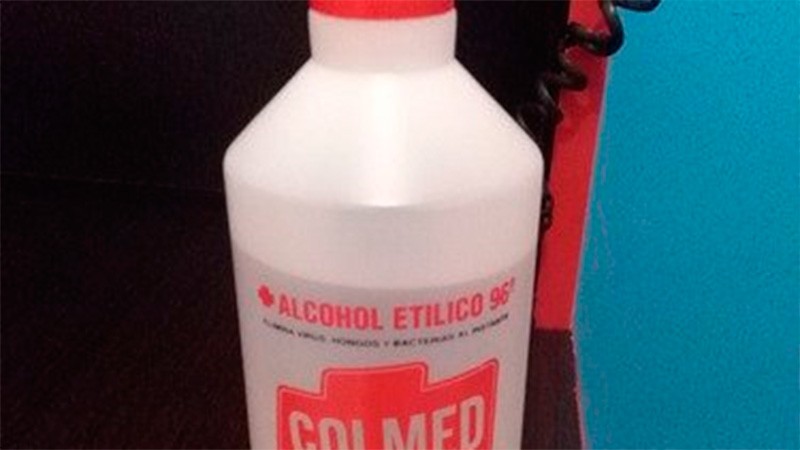 ALCOHOL ETILICO 96°
ELIMINA VIRUS, HONGOS Y BACTERIAS AL INSTANTE
COLMED